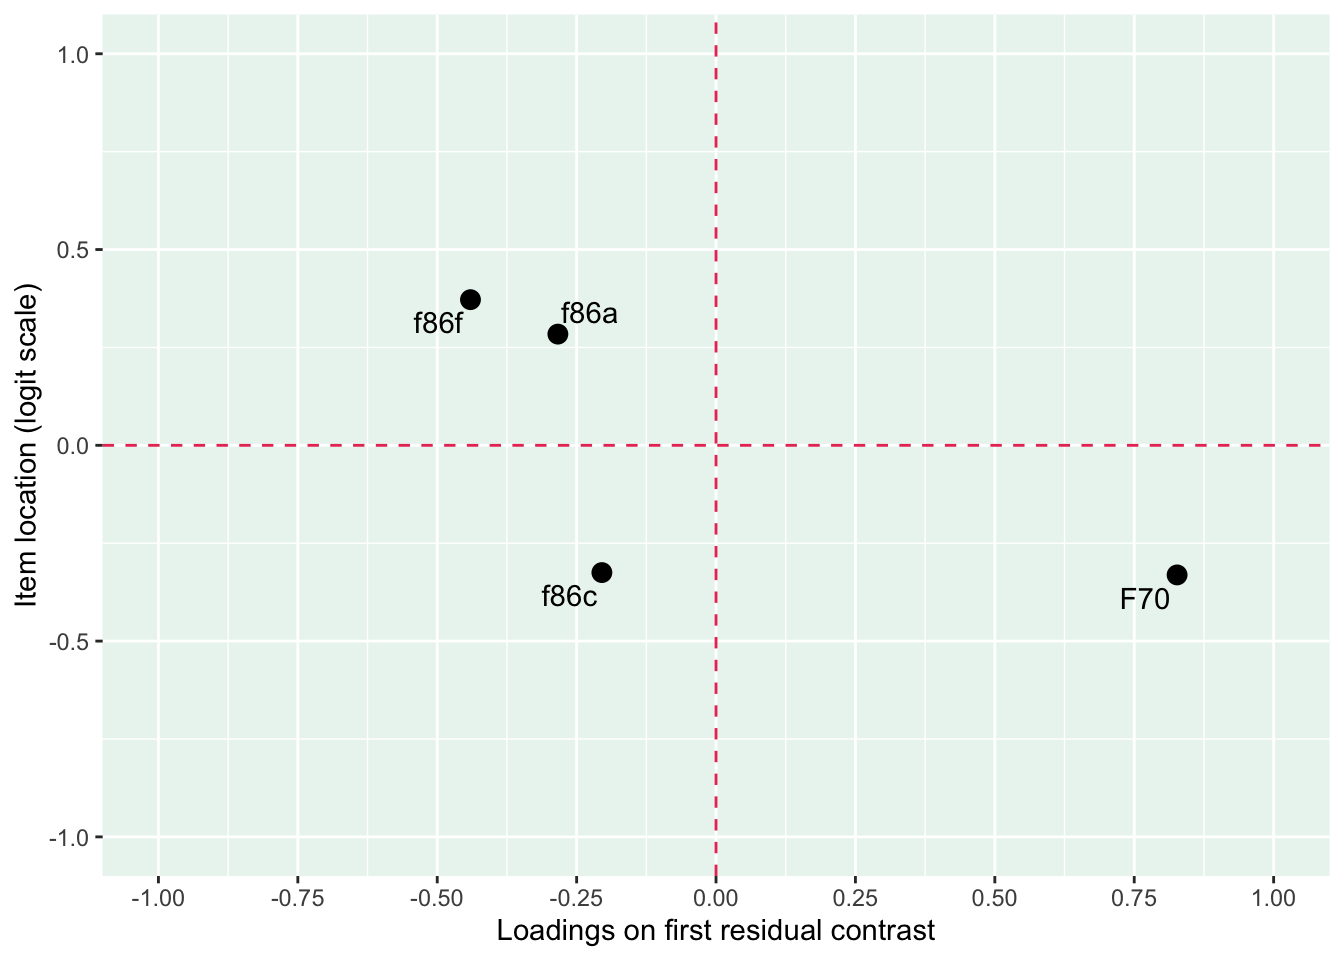 Item location (logit scale)
1.0
0.5
0.0
-0.5
-1.0
f86f
f86a
f86c
F70
-1.00 -0.75 -0.50 -0.25 0.00 0.25 0.50 0.75 1.00
Loadings on first residual contrast